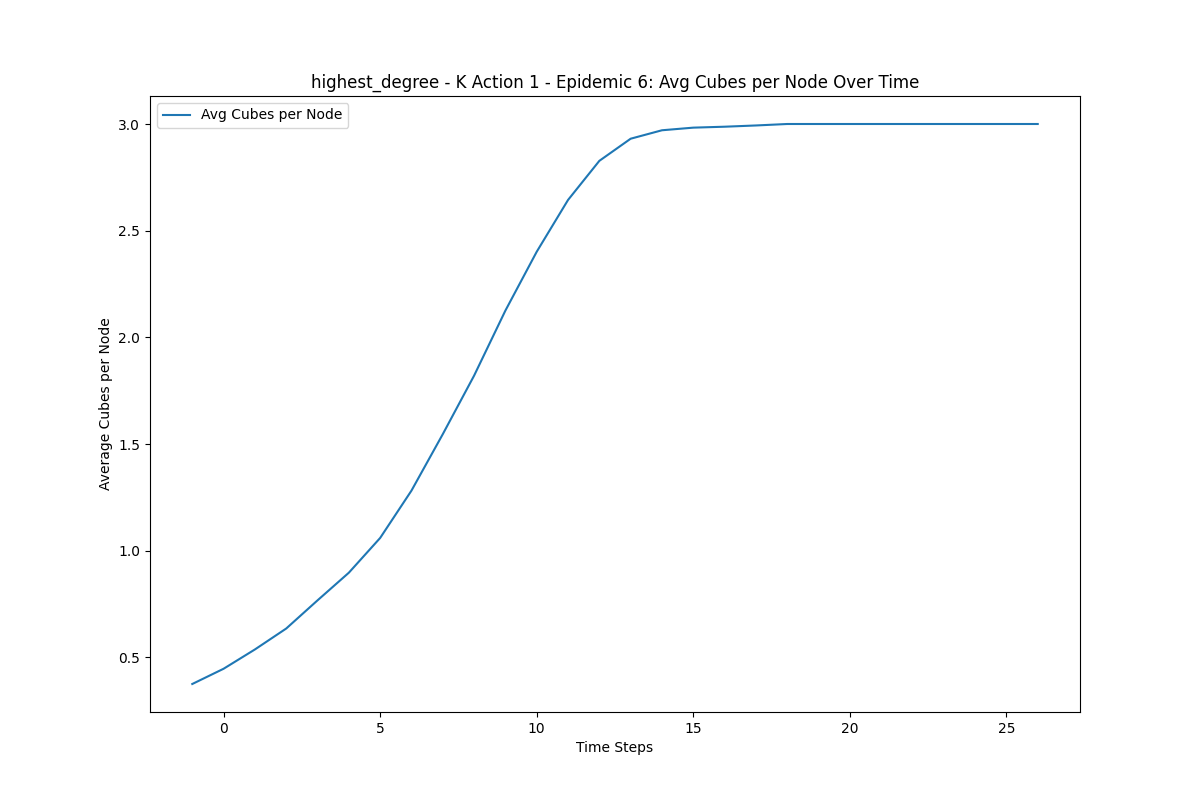 highest_degree - K Action 1 - Epidemic 6: Avg Cubes per Node Over Time
Avg Cubes per Node
3.0
2.5
2.0
1.5
1.0
0.5
Average Cubes per Node
0 5 10 15 20 25
Time Steps